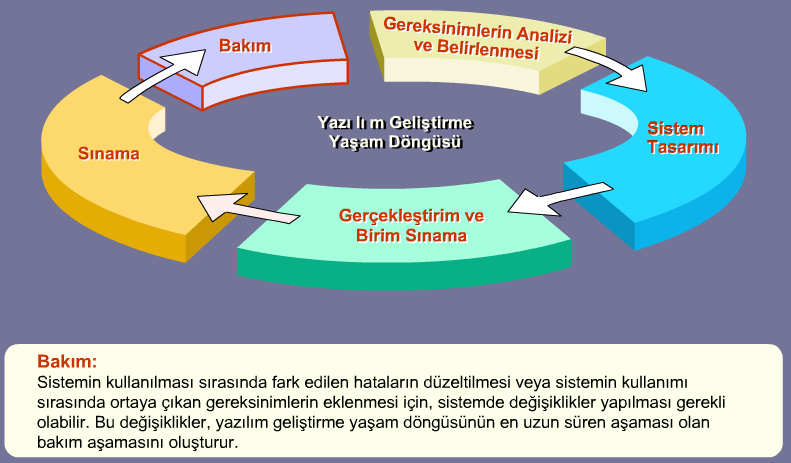 Bakım
Gereksinimlerin Analizi
ve Belirlenmesi
Yazı lı m Geliştirme
Yaşam Döngüsü
Sistem
Tasarımı
Sınama
Gerçekleştirim ve
Birim Sınama
Bakım:
Sistemin kullanılması sırasında fark edilen hataların düzeltilmesi veya sistemin kullanımı
sırasında ortaya çıkan gereksinimlerin eklenmesi için, sistemde değişiklikler yapılması gerekli
olabilir. Bu değişiklikler, yazılım geliştirme yaşam döngüsünün en uzun süren aşaması olan
bakım aşamasını oluşturur.